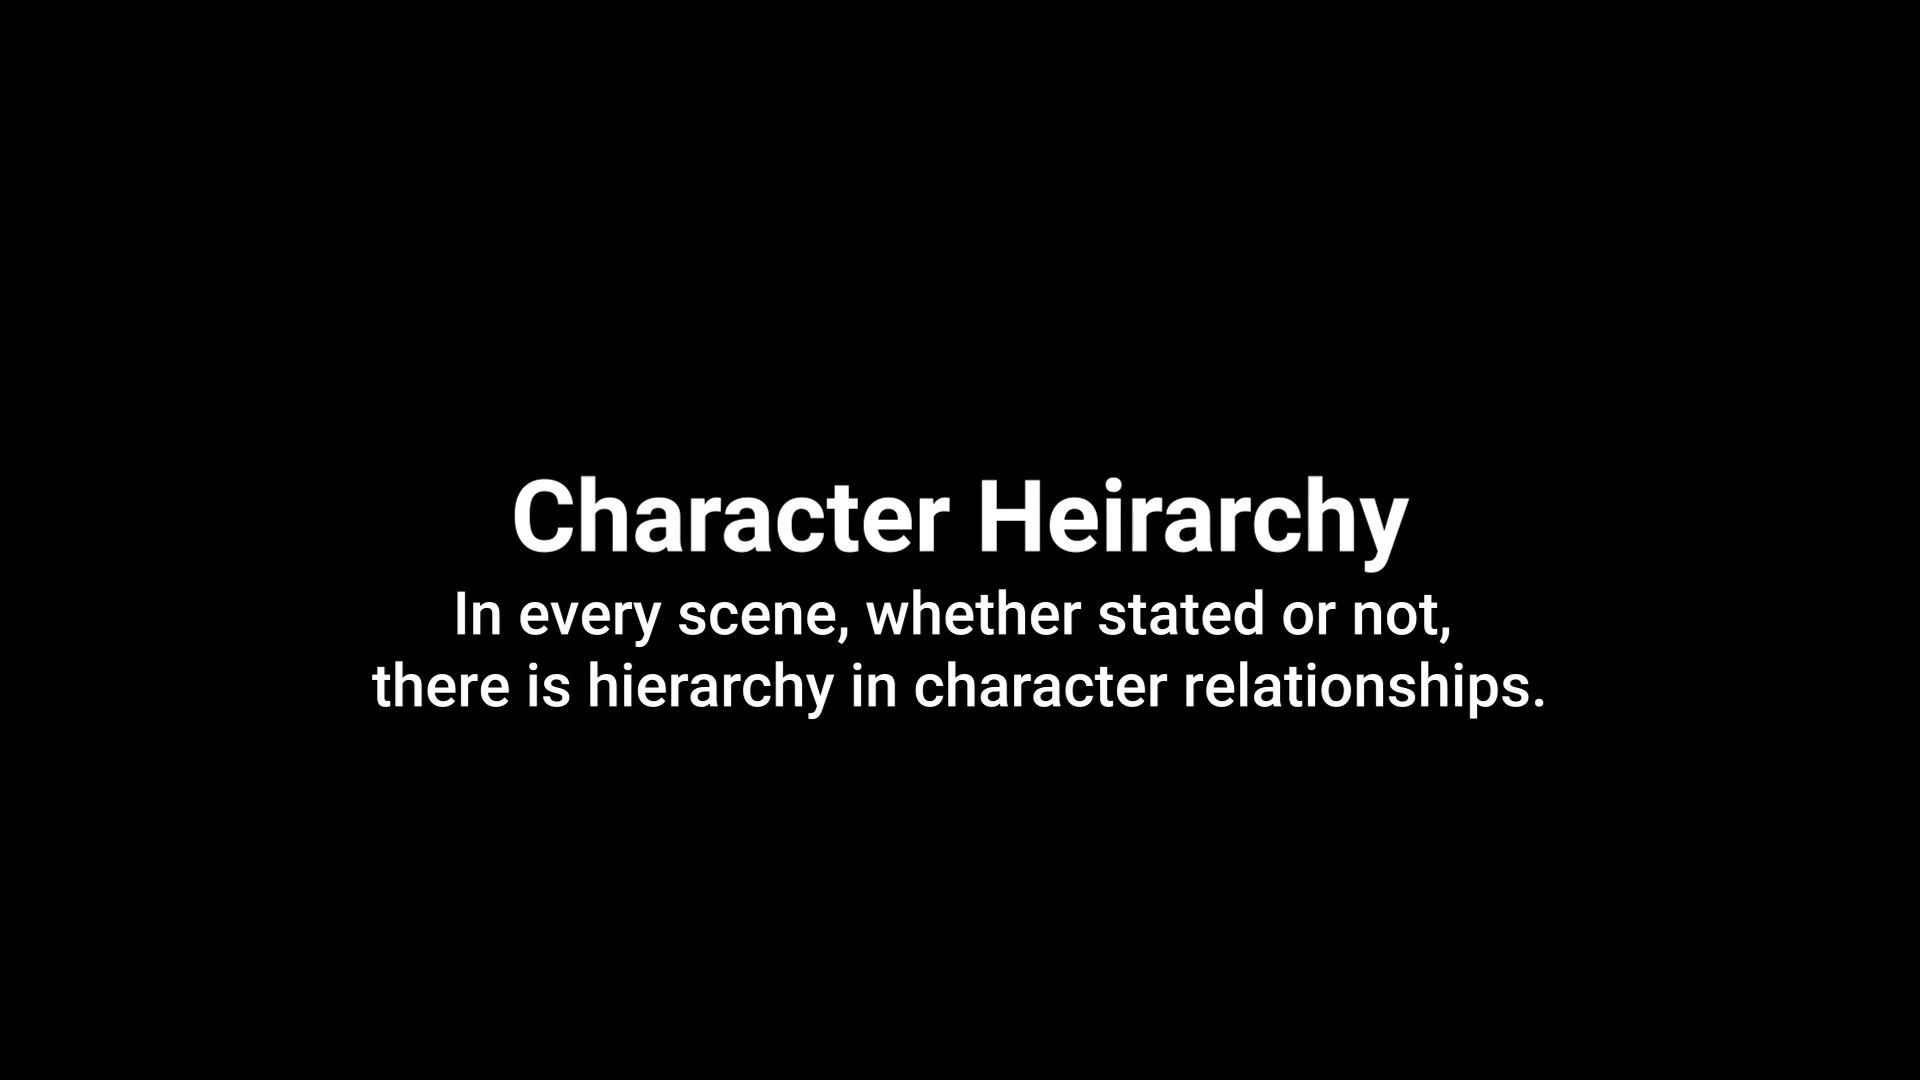 Character Heirarchy
In every scene, whether stated or not,
there is hierarchy in character relationships.